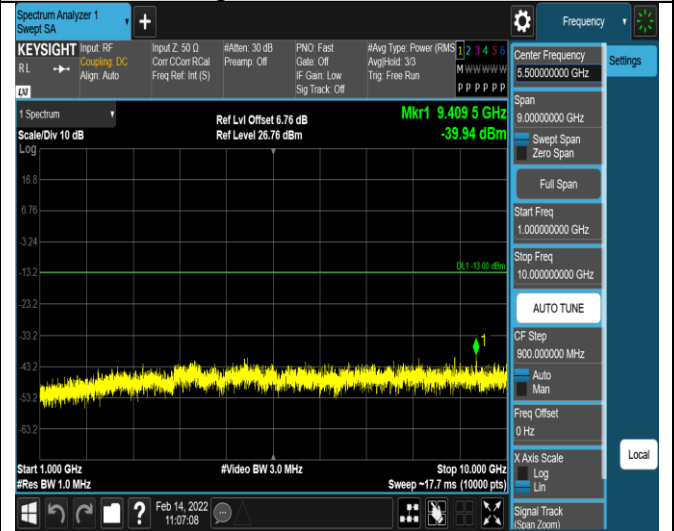 Spectrum Analyzer 1
Swept SA
+
Frequency
KEYSIGHT
RL
LXI
Input: RF
Coupling: DC
Align: Auto
Input Z: 50 Ω
Corr CCorr RCal
Freq Ref: Int (S)
#Atten: 30 dB
Preamp: Off
PNO: Fast
Gate: Off
IF Gain: Low
Sig Track: Off
#Avg Type: Power (RMS
Avg|Hold: 3/3
Trig: Free Run
1 2 3 4 5 6
M W W W W W
P P P P P P
Center Frequency
5.500000000 GHz
Settings
Span
9.00000000 GHz
Swept Span
Zero Span
Full Span
Start Freq
1.000000000 GHz
Stop Freq
10.000000000 GHz
AUTO TUNE
CF Step
900.000000 MHz
Auto
Man
Freq Offset
0 Hz
X Axis Scale
Log
Lin
Local
Signal Track
(Span Zoom)
1 Spectrum
Scale/Div 10 dB
Log
Ref Lvl Offset 6.76 dB
Ref Level 26.76 dBm
Mkr1 9.409 5 GHz
-39.94 dBm
16.8
6.76
-3.24
-13.2
DL1 -13.00 dBm
-23.2
-33.2
1
-43.2
-53.2
-63.2
Start 1.000 GHz
#Res BW 1.0 MHz
#Video BW 3.0 MHz
Stop 10.000 GHz
Sweep ~17.7 ms (10000 pts)
?
Feb 14, 2022
11:07:08